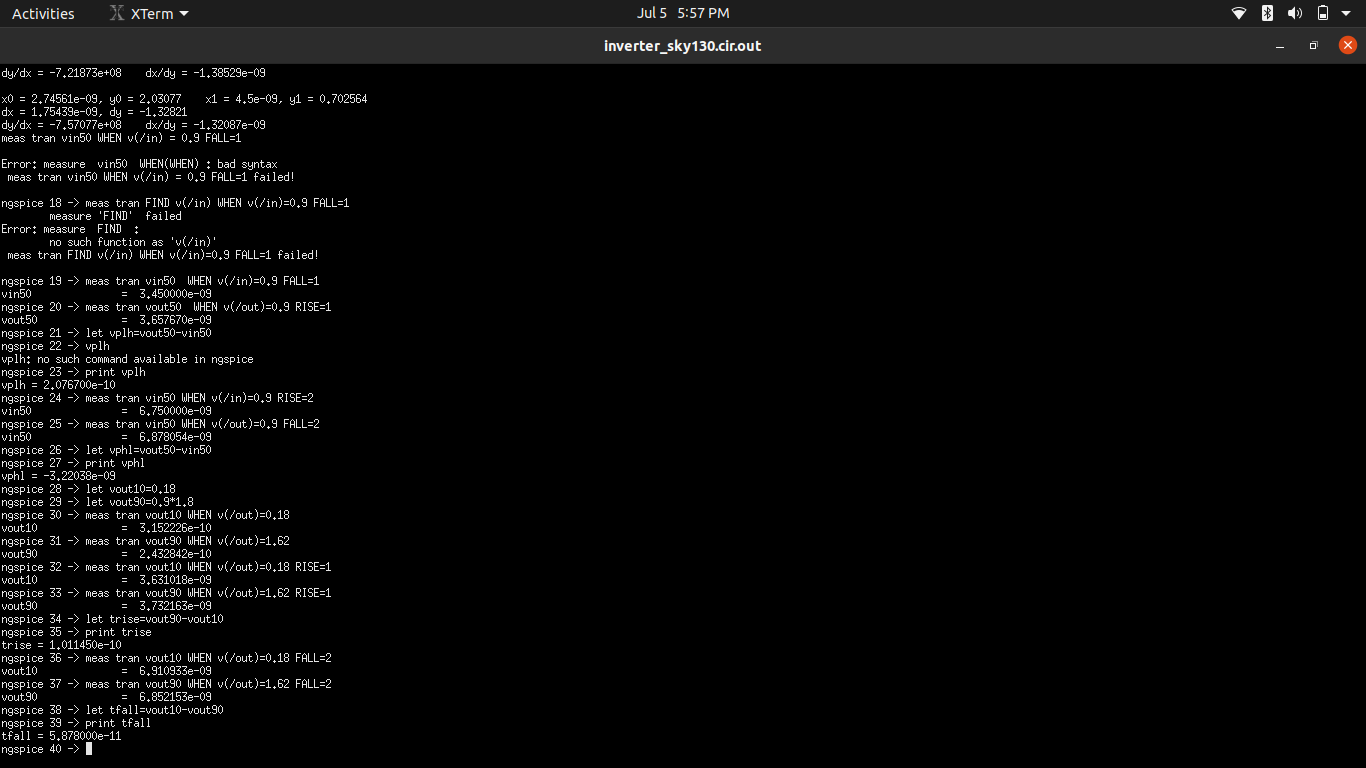 Activities XTerm Jul 5 5:57 PM
inverter_sky130.cir.out
dy/dx = -7.21873e+08 dx/dy = -1.38529e-09
x0 = 2.74561e-09, y0 = 2.03077 x1 = 4.5e-09, y1 = 0.702564
dx = 1.75439e-09, dy = -1.32821
dy/dx = -7.57077e+08 dx/dy = -1.32087e-09
meas tran vin50 WHEN v(/in) = 0.9 FALL=1
Error: measure vin50 WHEN(WHEN) : bad syntax
meas tran vin50 WHEN v(/in) = 0.9 FALL=1 failed!
ngspice 18 -> meas tran FIND v(/in) WHEN v(/in)=0.9 FALL=1
measure 'FIND' failed
Error: measure FIND :
no such function as 'v(/in)'
meas tran FIND v(/in) WHEN v(/in)=0.9 FALL=1 failed!
ngspice 19 -> meas tran vin50 WHEN v(/in)=0.9 FALL=1
vin50 = 3.450000e-09
ngspice 20 -> meas tran vout50 WHEN v(/out)=0.9 RISE=1
vout50 = 3.657670e-09
ngspice 21 -> let vplh=vout50-vin50
ngspice 22 -> vplh
vplh: no such command available in ngspice
ngspice 23 -> print vplh
vplh = 2.076700e-10
ngspice 24 -> meas tran vin50 WHEN v(/in)=0.9 RISE=2
vin50 = 6.750000e-09
ngspice 25 -> meas tran vin50 WHEN v(/out)=0.9 FALL=2
vin50 = 6.878054e-09
ngspice 26 -> let vphl=vout50-vin50
ngspice 27 -> print vphl
vphl = -3.22038e-09
ngspice 28 -> let vout10=0.18
ngspice 29 -> let vout90=0.9*1.8
ngspice 30 -> meas tran vout10 WHEN v(/out)=0.18
vout10 = 3.152226e-10
ngspice 31 -> meas tran vout90 WHEN v(/out)=1.62
vout90 = 2.432842e-10
ngspice 32 -> meas tran vout10 WHEN v(/out)=0.18 RISE=1
vout10 = 3.631018e-09
ngspice 33 -> meas tran vout90 WHEN v(/out)=1.62 RISE=1
vout90 = 3.732163e-09
ngspice 34 -> let trise=vout90-vout10
ngspice 35 -> print trise
trise = 1.011450e-10
ngspice 36 -> meas tran vout10 WHEN v(/out)=0.18 FALL=2
vout10 = 6.910933e-09
ngspice 37 -> meas tran vout90 WHEN v(/out)=1.62 FALL=2
vout90 = 6.852153e-09
ngspice 38 -> let tfall=vout10-vout90
ngspice 39 -> print tfall
tfall = 5.878000e-11
ngspice 40 ->